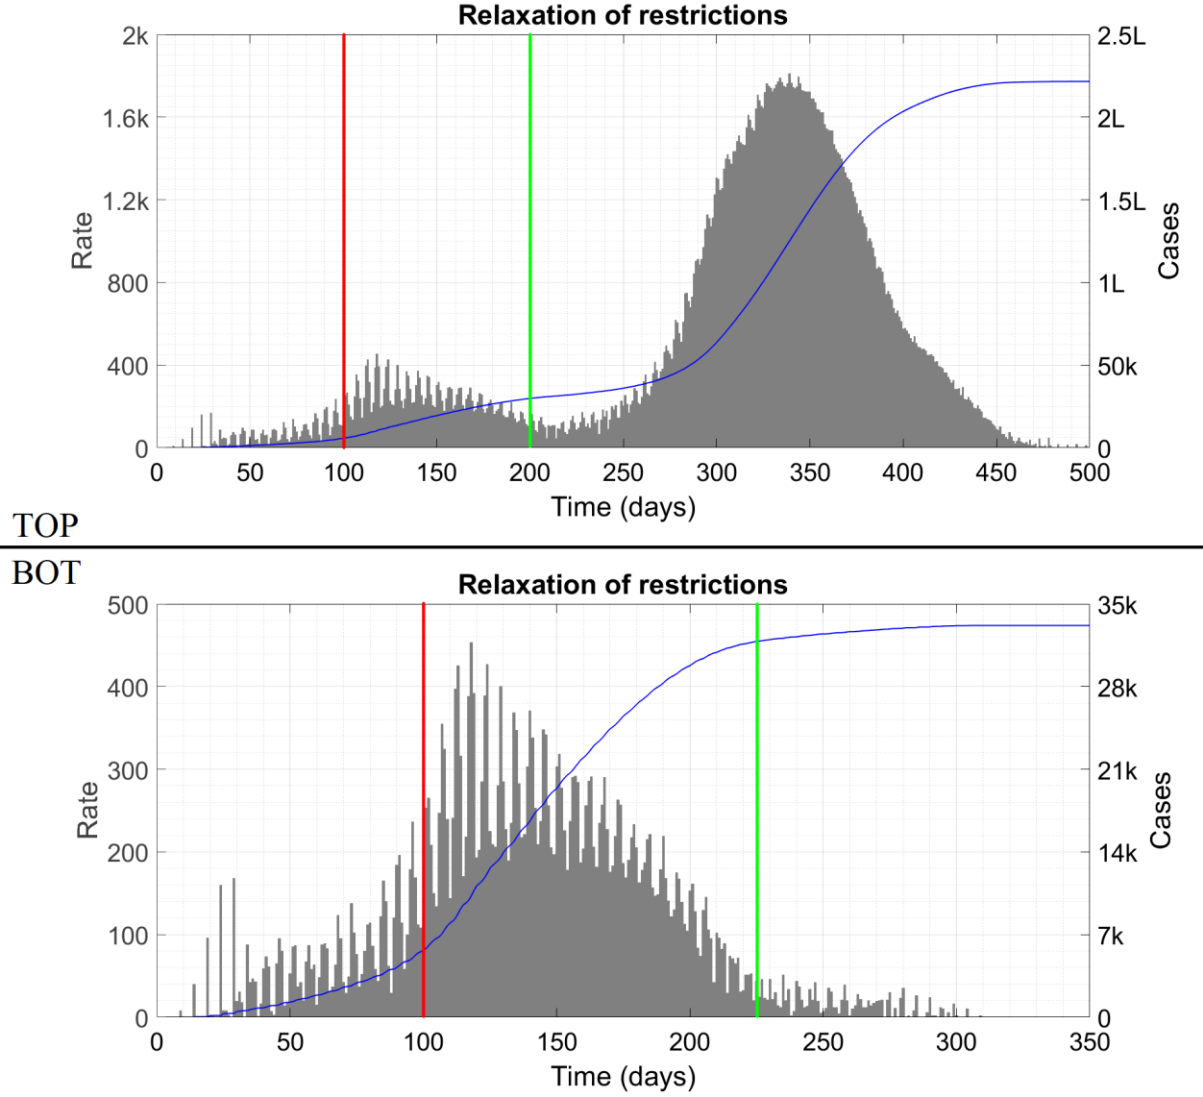 Relaxation of restrictions
2k
1.6k
1.2k
800
400
0
Rate
2.5L
2L
1.5L
1L
50k
0
Cases
0 50 100 150 200 250 300 350 400 450 500
Time (days)
TOP
BOT
Relaxation of restrictions
500
400
300
200
100
0
Rate
35k
28k
21k
14k
7k
0
Cases
0 50 100 150 200 250 300 350
Time (days)